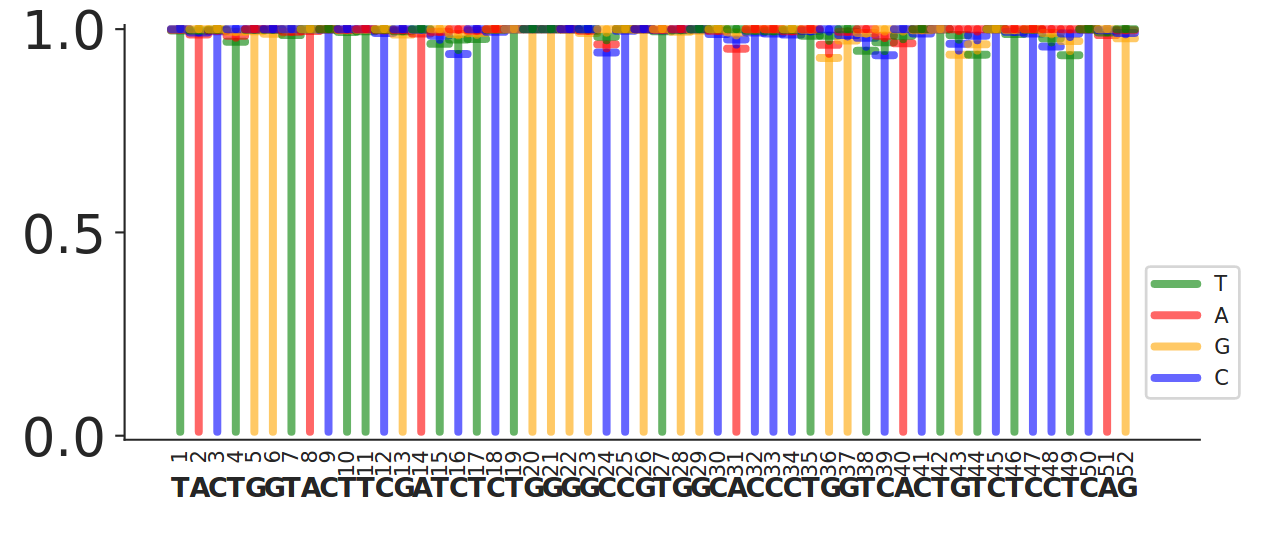 1.0
0.5
0.0
T
A
G
C
1 2 3 4 5 6 7 8 9 10 11 12 13 14 15 16 17 18 19 20 21 22 23 24 25 26 27 28 29 30 31 32 33 34 35 36 37 38 39 40 41 42 43 44 45 46 47 48 49 50 51 52
TACTGGTACTTCGATCTCTGGGGCCGTGGCACCCTGGTCACTGTCTCCTCAG